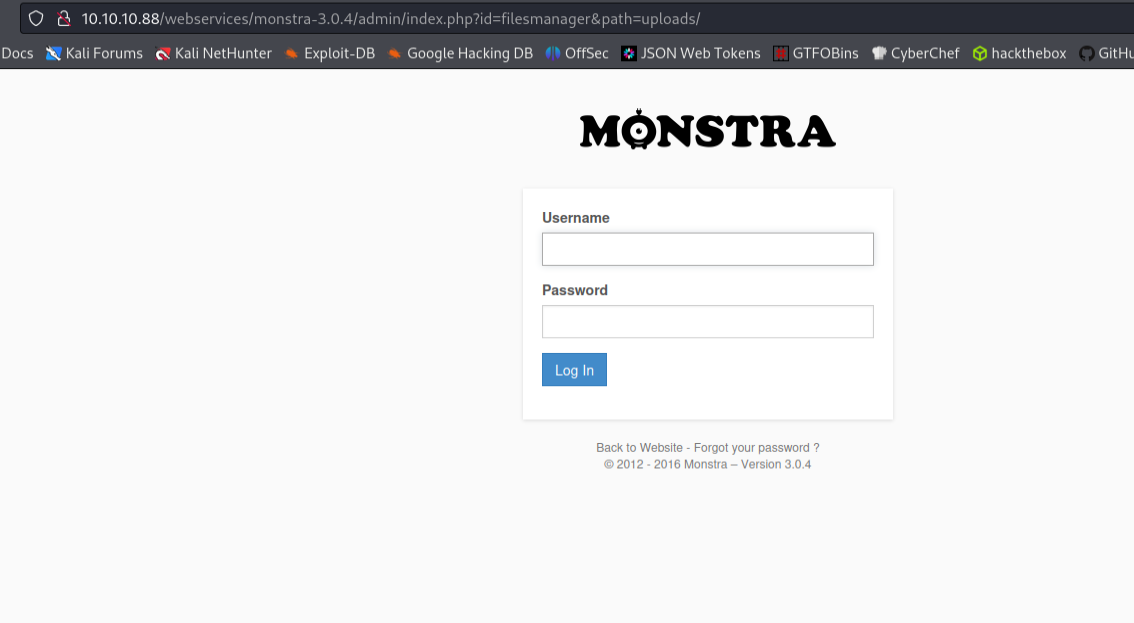 10.10.10.88/webservices/monstra-3.0.4/admin/index.php?id=filesmanager&path=uploads/
Docs Kali Forums Kali NetHunter Exploit-DB Google Hacking DB OffSec JSON Web Tokens GTFOBins CyberChef hackthebox GitHu
MONSTRA
Username
Password
Log In
Back to Website - Forgot your password ?
© 2012 - 2016 Monstra – Version 3.0.4